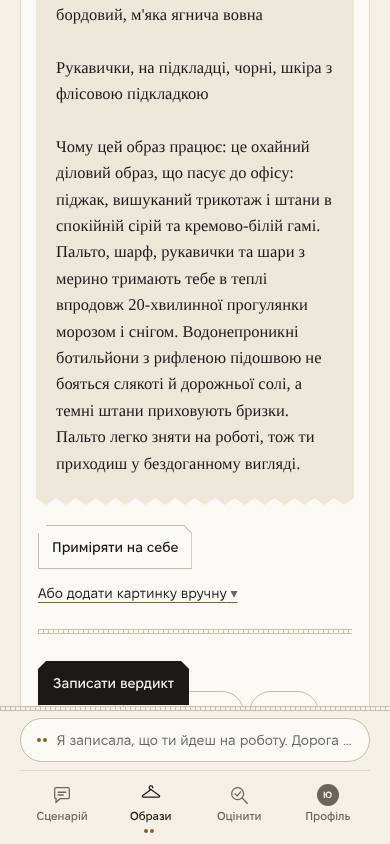 бордовий, м'яка ягнича вовна
Рукавички, на підкладці, чорні, шкіра з
флісовою підкладкою
Чому цей образ працює: це охайний
діловий образ, що пасує до офісу:
піджак, вишуканий трикотаж і штани в
спокійній сірій та кремово-білій гамі.
Пальто, шарф, рукавички та шари з
мерино тримають тебе в теплі
впродовж 20-хвилинної прогулянки
морозом і снігом. Водонепроникні
ботильйони з рифленою підошвою не
бояться слякоті й дорожньої солі, а
темні штани приховують бризки.
Пальто легко зняти на роботі, тож ти
приходиш у бездоганному вигляді.
Приміряти на себе
Або додати картинку вручну ▾
Записати вердикт
Я записала, що ти йдеш на роботу. Дорога ...
Сценарій
Образи
Оцінити
Ю
Профіль